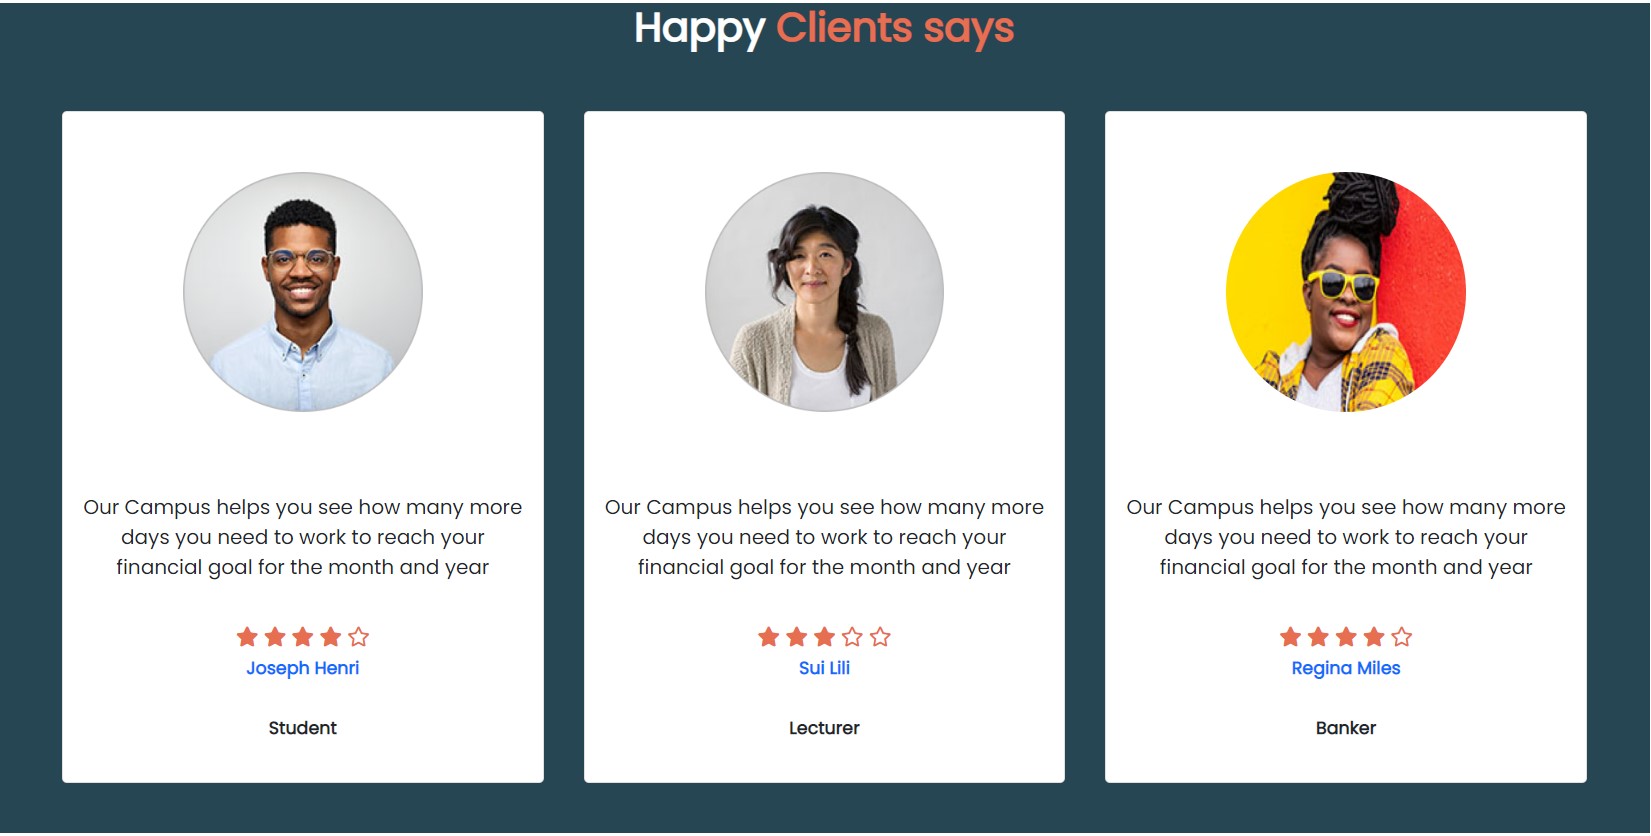 Happy Clients says
Our Campus helps you see how many more
days you need to work to reach your
financial goal for the month and year
Joseph Henri
Student
Our Campus helps you see how many more
days you need to work to reach your
financial goal for the month and year
Sui Lili
Lecturer
Our Campus helps you see how many more
days you need to work to reach your
financial goal for the month and year
Regina Miles
Banker